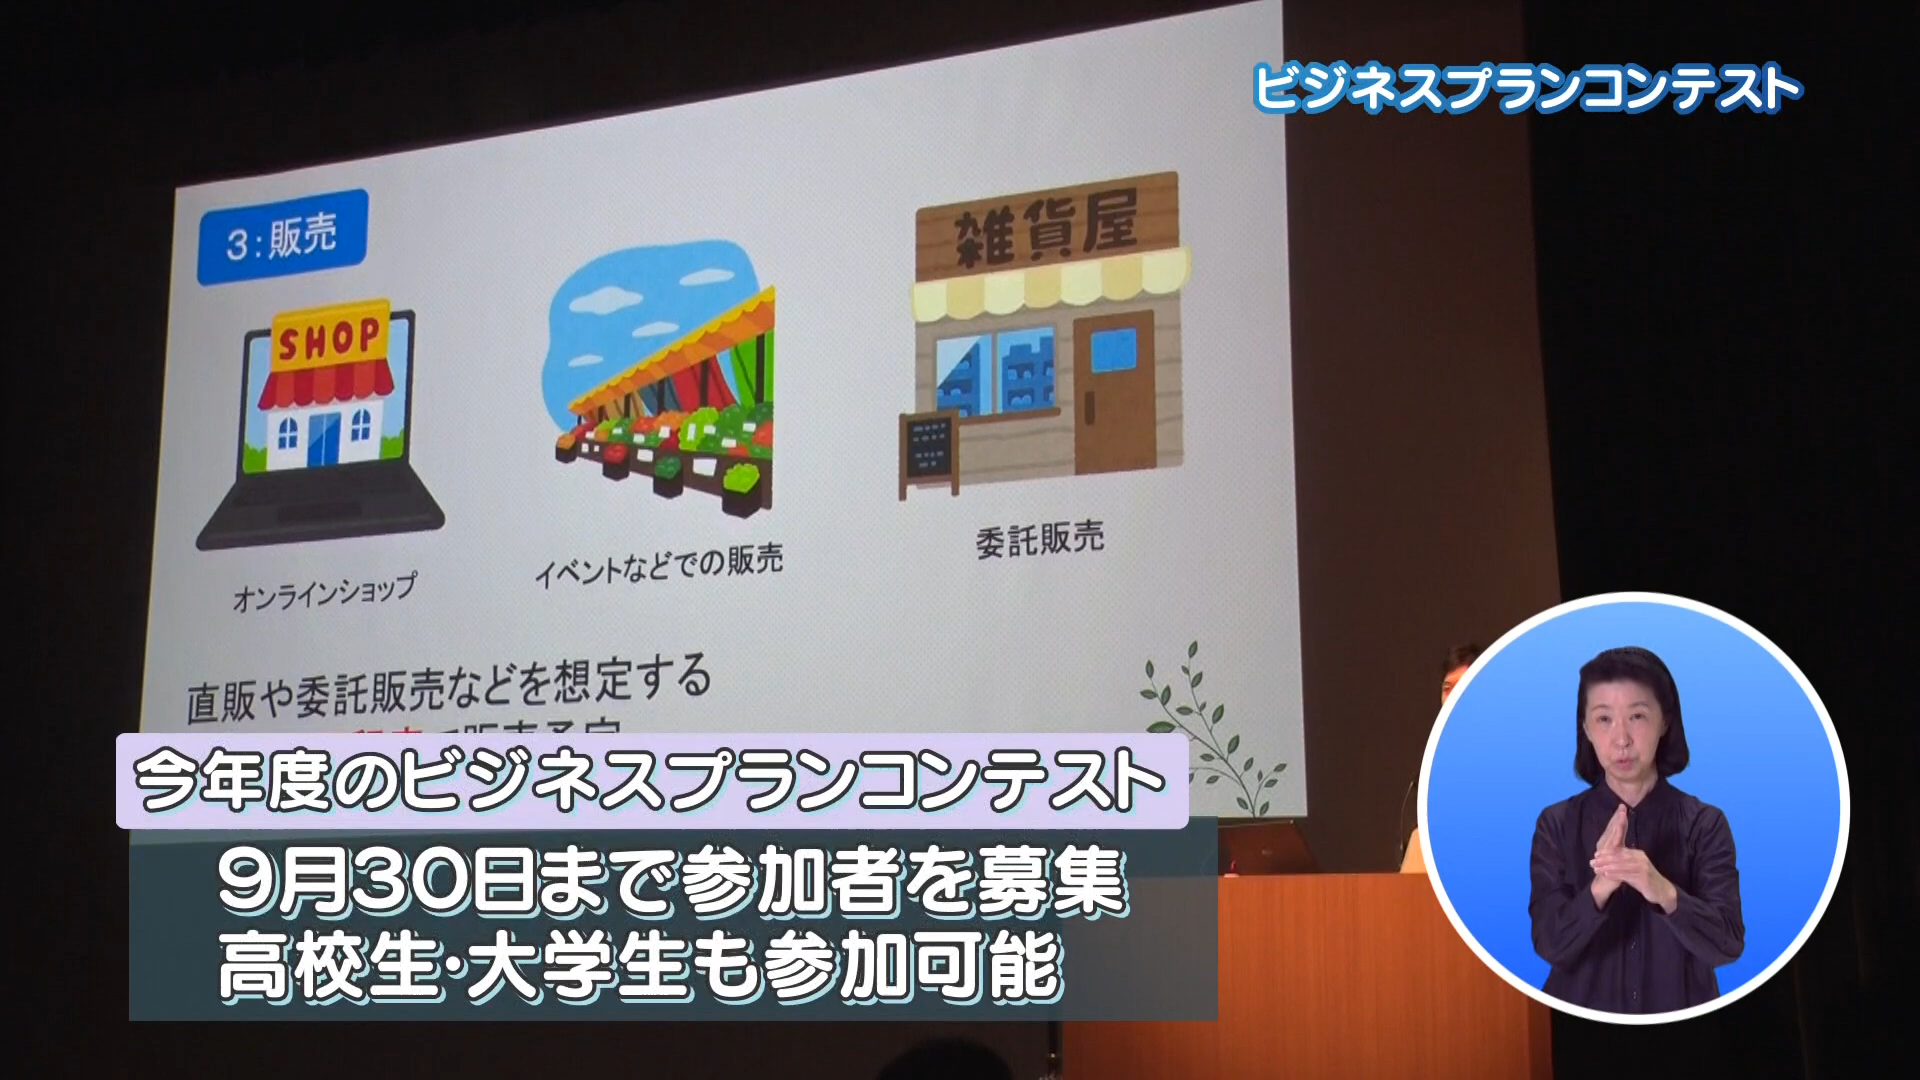 ビジネスプランコンテスト
3:販売
SHOP
雑貨屋
オンラインショップ
イベントなどでの販売
委託販売
直販や委託販売などを想定する
今年度のビジネスプランコンテスト
9月30日まで参加者を募集
高校生・大学生も参加可能